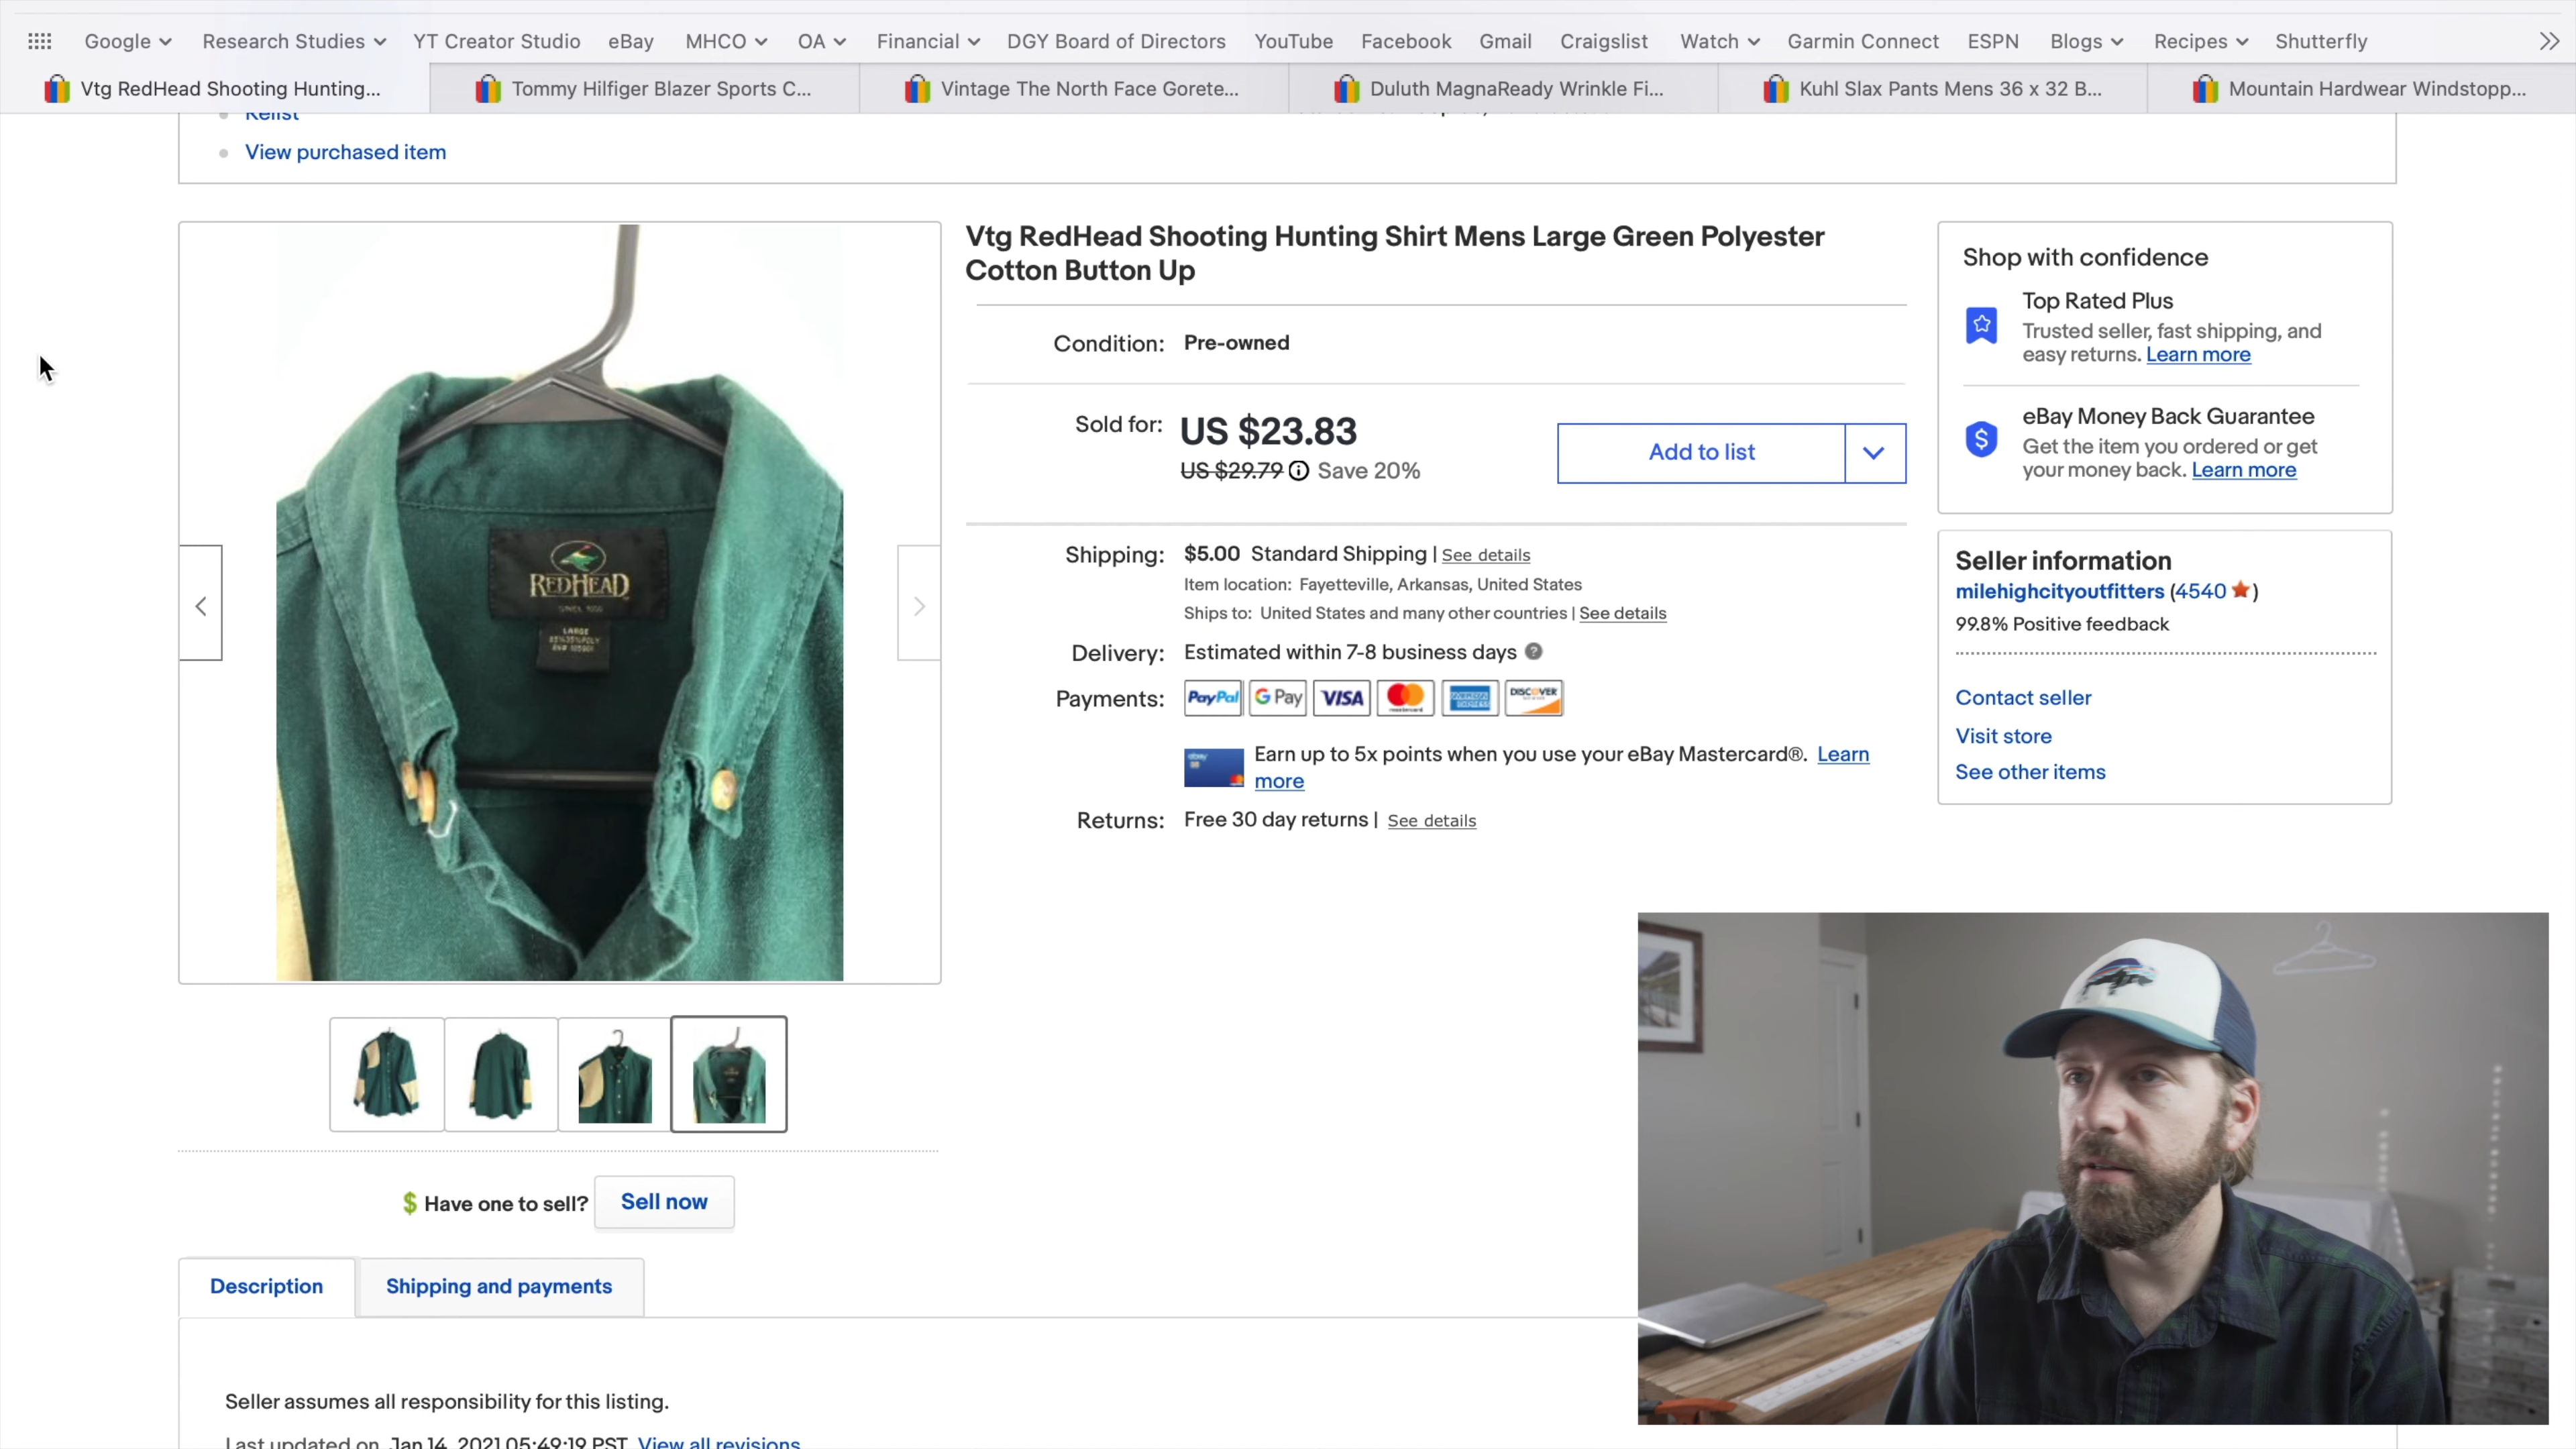 Google Research Studies YT Creator Studio eBay MHCO OA Financial DGY Board of Directors YouTube Facebook Gmail Craigslist Watch Garmin Connect ESPN Blogs Recipes Shutterfly
Vtg RedHead Shooting Hunting... Tommy Hilfiger Blazer Sports C... Vintage The North Face Gorete... Duluth MagnaReady Wrinkle Fi... Kuhl Slax Pants Mens 36 x 32 B... Mountain Hardwear Windstopp...
Relist
View purchased item
Vtg RedHead Shooting Hunting Shirt Mens Large Green Polyester
Cotton Button Up
Condition: Pre-owned
Sold for: US $23.83
US $29.79 Save 20%
Add to list
Shipping: $5.00 Standard Shipping | See details
Item location: Fayetteville, Arkansas, United States
Ships to: United States and many other countries | See details
Delivery: Estimated within 7-8 business days ?
Payments: PayPal G Pay VISA mastercard AMERICAN EXPRESS DISCOVER
Earn up to 5x points when you use your eBay Mastercard®. Learn
more
Returns: Free 30 day returns | See details
Shop with confidence
Top Rated Plus
Trusted seller, fast shipping, and
easy returns. Learn more
eBay Money Back Guarantee
Get the item you ordered or get
your money back. Learn more
Seller information
milehighcityoutfitters (4540)
99.8% Positive feedback
Contact seller
Visit store
See other items
REDHEAD
LARGE
$ Have one to sell? Sell now
Description Shipping and payments
Seller assumes all responsibility for this listing.
Last updated on Jan 14, 2021 05:49:19 PST View all revisions